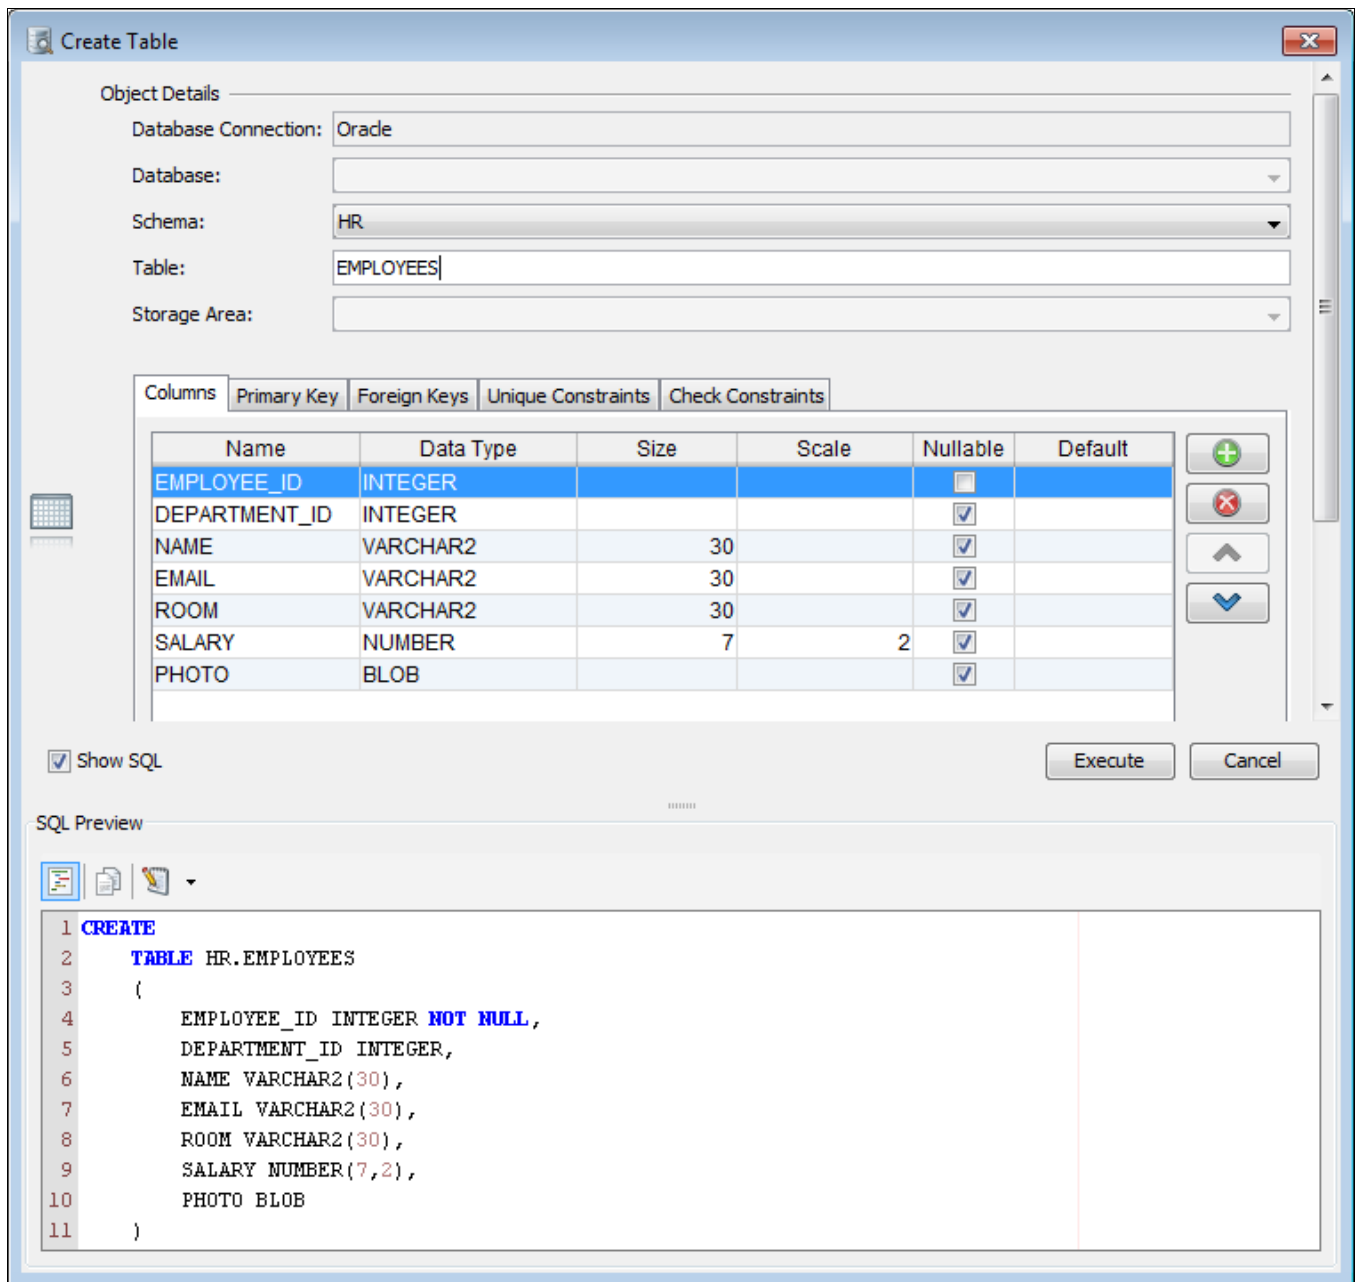 Create Table
Object Details
Database Connection: Oracle
Database:
Schema: HR
Table: EMPLOYEES
Storage Area:
Columns Primary Key Foreign Keys Unique Constraints Check Constraints
Name Data Type Size Scale Nullable Default
EMPLOYEE_ID INTEGER
DEPARTMENT_ID INTEGER
NAME VARCHAR2 30
EMAIL VARCHAR2 30
ROOM VARCHAR2 30
SALARY NUMBER 7 2
PHOTO BLOB
Show SQL Execute Cancel
SQL Preview
1 CREATE
2 TABLE HR.EMPLOYEES
3 (
4 EMPLOYEE_ID INTEGER NOT NULL,
5 DEPARTMENT_ID INTEGER,
6 NAME VARCHAR2(30),
7 EMAIL VARCHAR2(30),
8 ROOM VARCHAR2(30),
9 SALARY NUMBER(7,2),
10 PHOTO BLOB
11 )